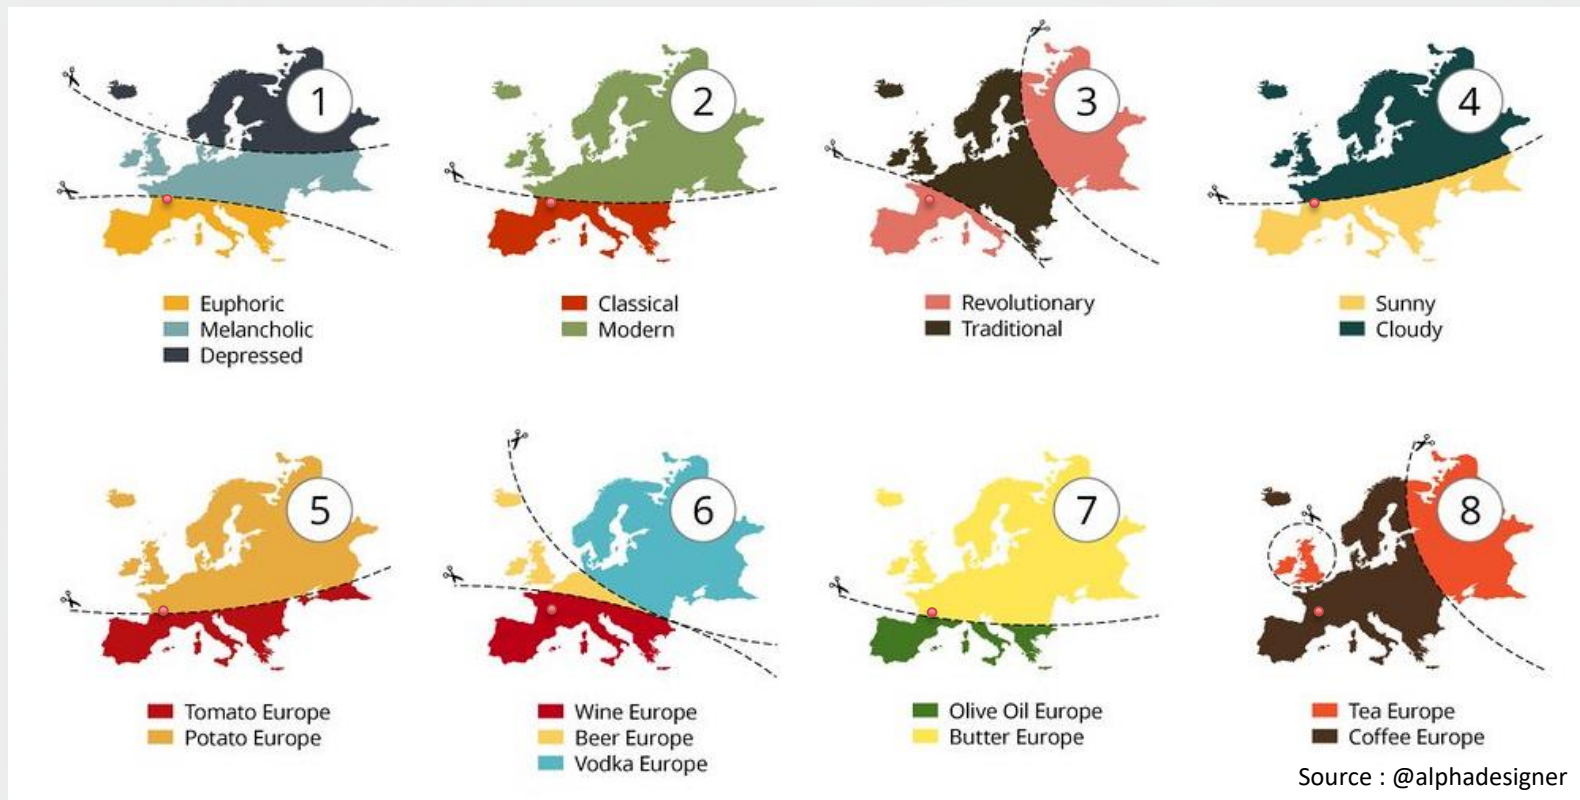 1
Euphoric
Melancholic
Depressed
2
Classical
Modern
3
Revolutionary
Traditional
4
Sunny
Cloudy
5
Tomato Europe
Potato Europe
6
Wine Europe
Beer Europe
Vodka Europe
7
Olive Oil Europe
Butter Europe
8
Tea Europe
Coffee Europe
Source : @alphadesigner